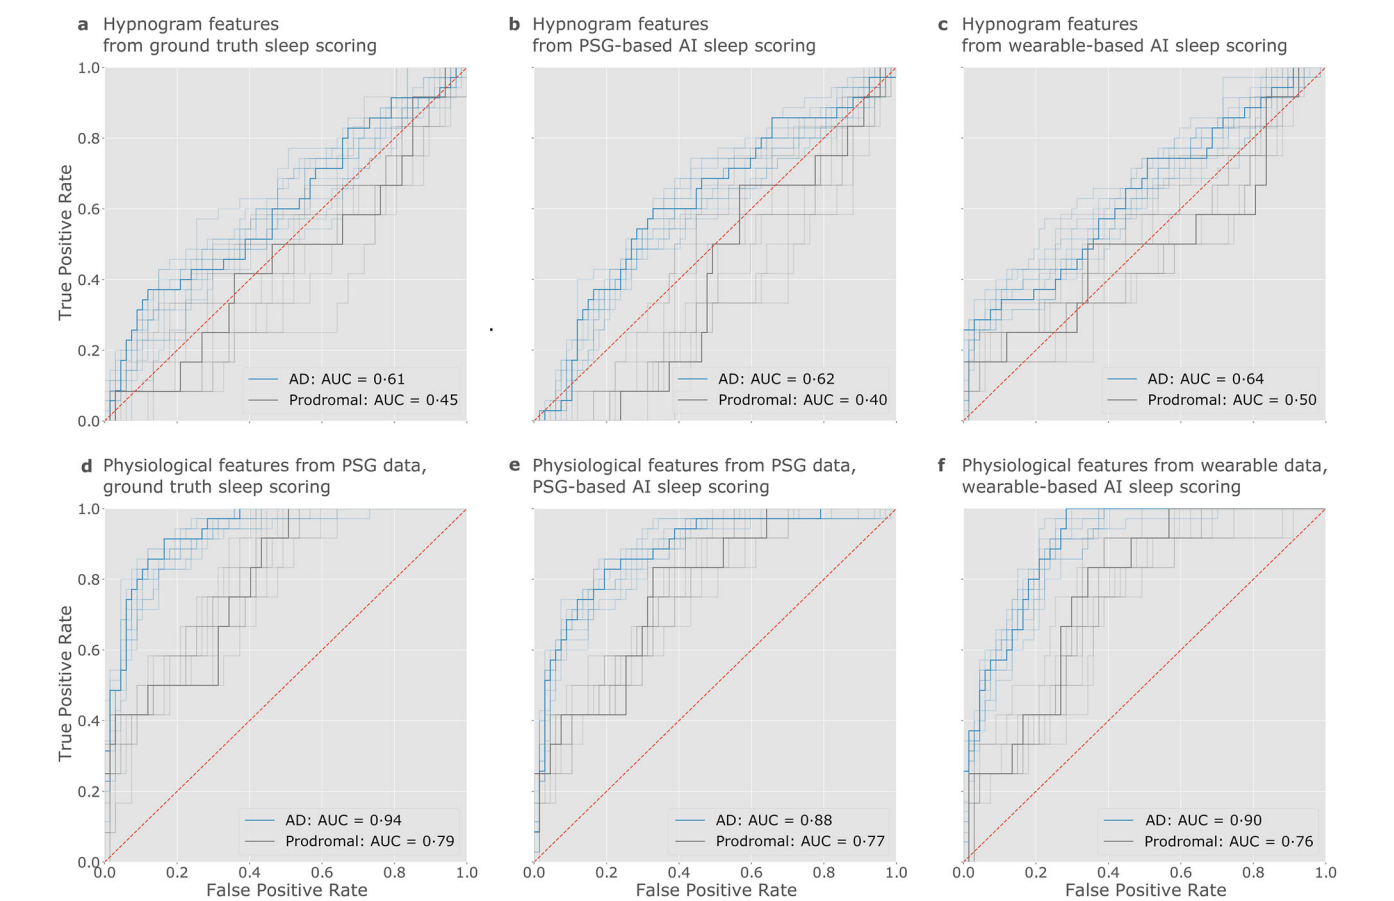 a Hypnogram features
from ground truth sleep scoring
b Hypnogram features
from PSG-based AI sleep scoring
c Hypnogram features
from wearable-based AI sleep scoring
True Positive Rate
1.0
0.8
0.6
0.4
0.2
0.0
AD: AUC = 0·61
Prodromal: AUC = 0·45
AD: AUC = 0·62
Prodromal: AUC = 0·40
AD: AUC = 0·64
Prodromal: AUC = 0·50
d Physiological features from PSG data,
ground truth sleep scoring
e Physiological features from PSG data,
PSG-based AI sleep scoring
f Physiological features from wearable data,
wearable-based AI sleep scoring
True Positive Rate
1.0
0.8
0.6
0.4
0.2
0.0
AD: AUC = 0·94
Prodromal: AUC = 0·79
AD: AUC = 0·88
Prodromal: AUC = 0·77
AD: AUC = 0·90
Prodromal: AUC = 0·76
0.0 0.2 0.4 0.6 0.8 1.0
False Positive Rate
0.0 0.2 0.4 0.6 0.8 1.0
False Positive Rate
0.0 0.2 0.4 0.6 0.8 1.0
False Positive Rate